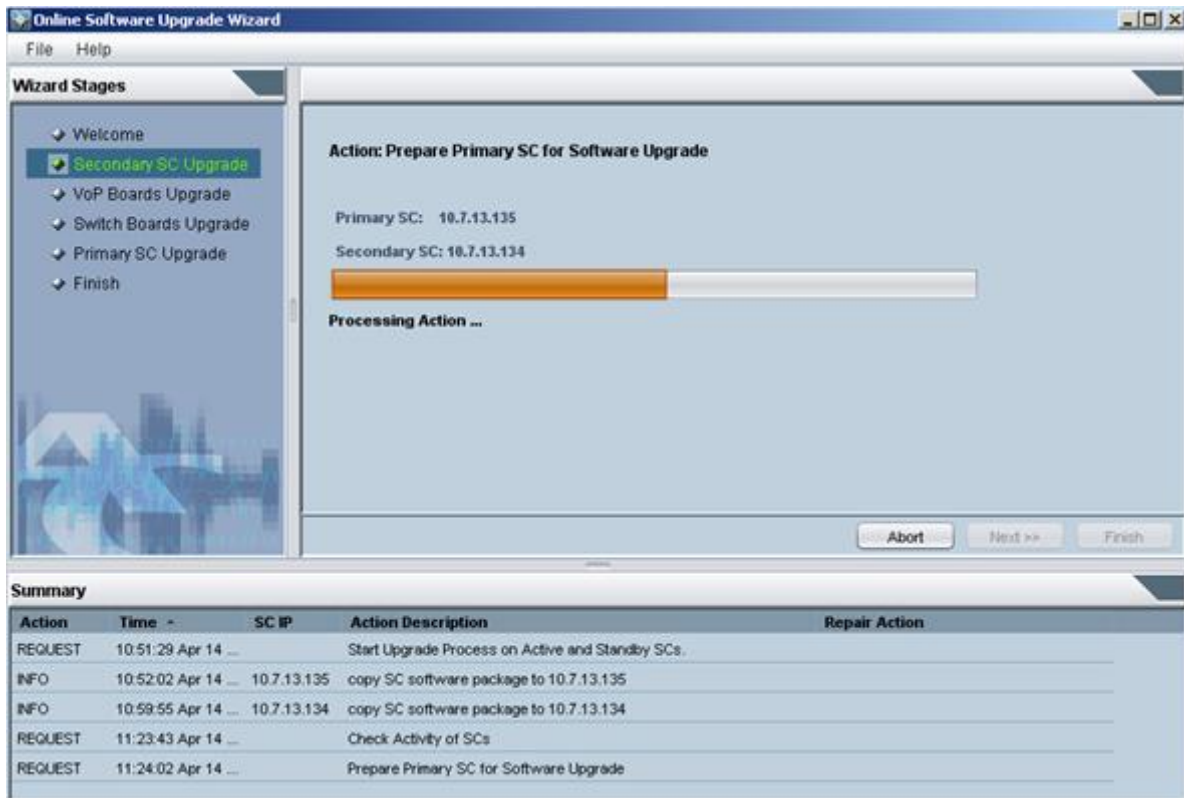 Online Software Upgrade Wizard
File Help
Wizard Stages
Welcome
Secondary SC Upgrade
VoP Boards Upgrade
Switch Boards Upgrade
Primary SC Upgrade
Finish
Action: Prepare Primary SC for Software Upgrade
Primary SC: 10.7.13.135
Secondary SC: 10.7.13.134
Processing Action ...
Abort Next >> Finish
Summary
Action Time SC IP Action Description Repair Action
REQUEST 10:51:29 Apr 14 ... Start Upgrade Process on Active and Standby SCs.
INFO 10:52:02 Apr 14 ... 10.7.13.135 copy SC software package to 10.7.13.135
INFO 10:59:55 Apr 14 ... 10.7.13.134 copy SC software package to 10.7.13.134
REQUEST 11:23:43 Apr 14 ... Check Activity of SCs
REQUEST 11:24:02 Apr 14 ... Prepare Primary SC for Software Upgrade